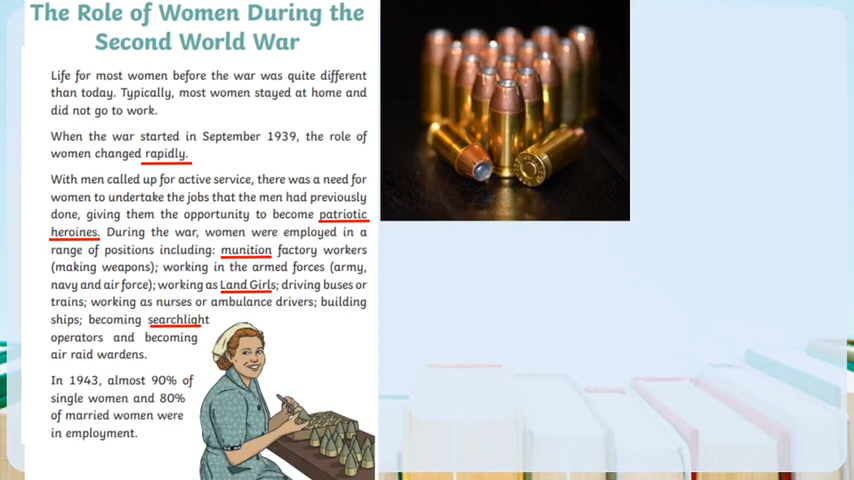 The Role of Women During the
Second World War
Life for most women before the war was quite different
than today. Typically, most women stayed at home and
did not go to work.
When the war started in September 1939, the role of
women changed rapidly.
With men called up for active service, there was a need for
women to undertake the jobs that the men had previously
done, giving them the opportunity to become patriotic
heroines. During the war, women were employed in a
range of positions including: munition factory workers
(making weapons); working in the armed forces (army,
navy and air force); working as Land Girls; driving buses or
trains; working as nurses or ambulance drivers; building
ships; becoming searchlight
operators and becoming
air raid wardens.
In 1943, almost 90% of
single women and 80%
of married women were
in employment.